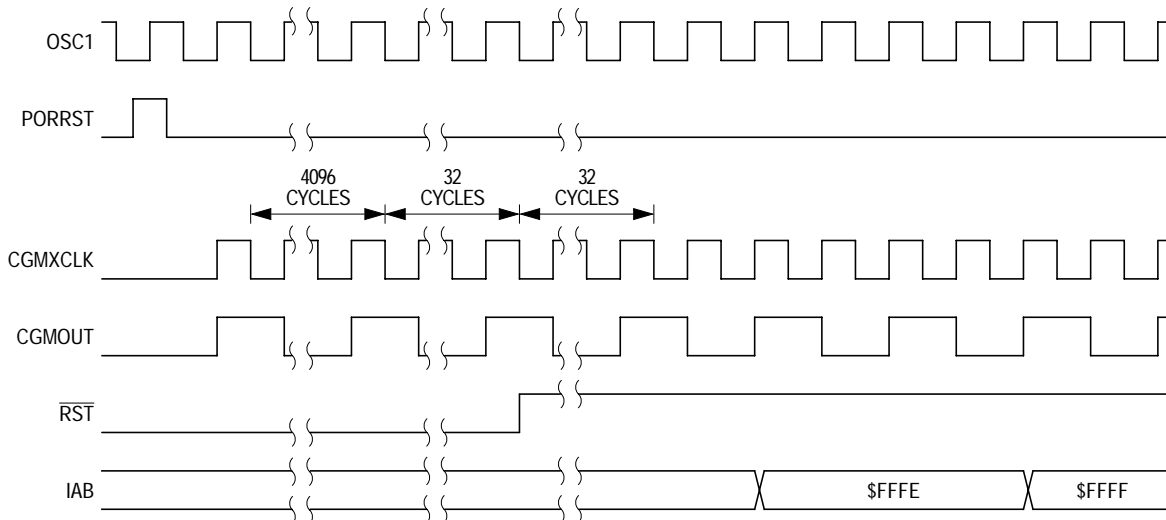 OSC1
PORRST
4096
CYCLES
32
CYCLES
32
CYCLES
CGMXCLK
CGMOUT
RST
IAB
$FFFE
$FFFF